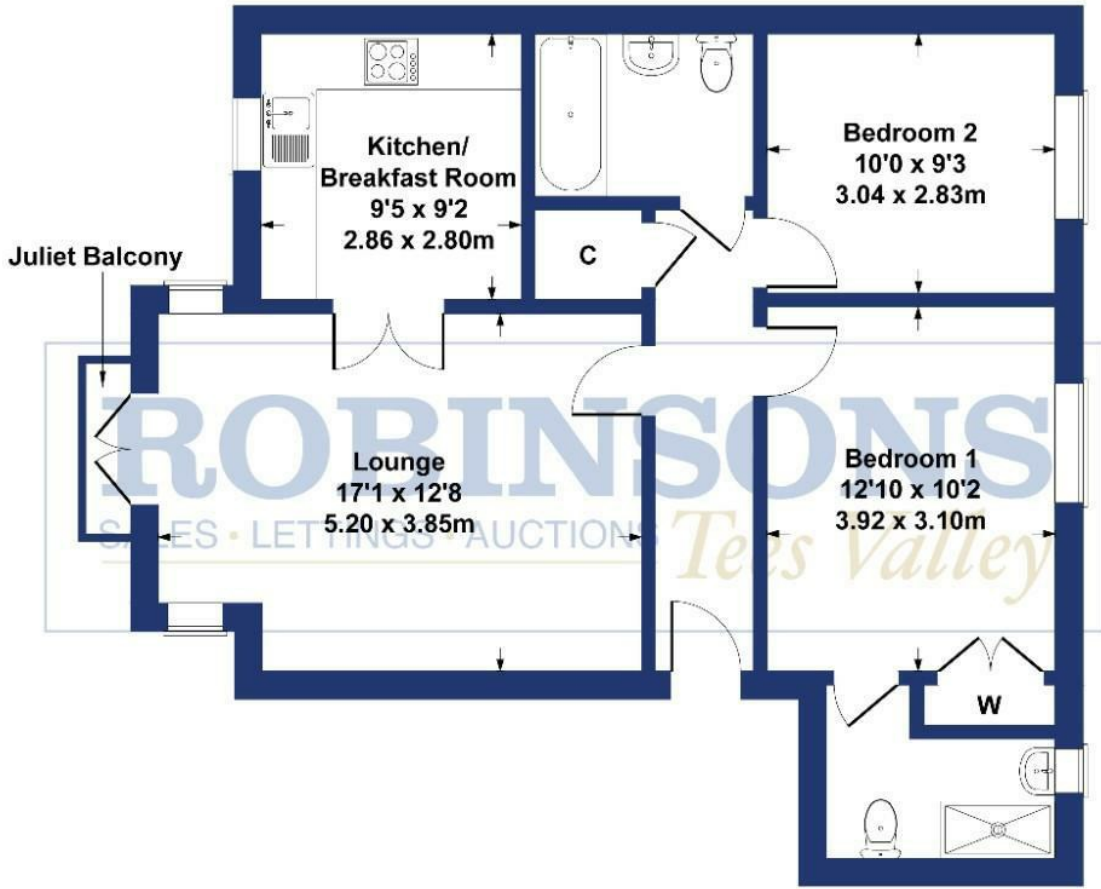 Kitchen/
Breakfast Room
9'5 x 9'2
2.86 x 2.80m
Bedroom 2
10'0 x 9'3
3.04 x 2.83m
C
Juliet Balcony
ROBINSONS
SALES · LETTINGS · AUCTIONS
Tees Valley
Lounge
17'1 x 12'8
5.20 x 3.85m
Bedroom 1
12'10 x 10'2
3.92 x 3.10m
W